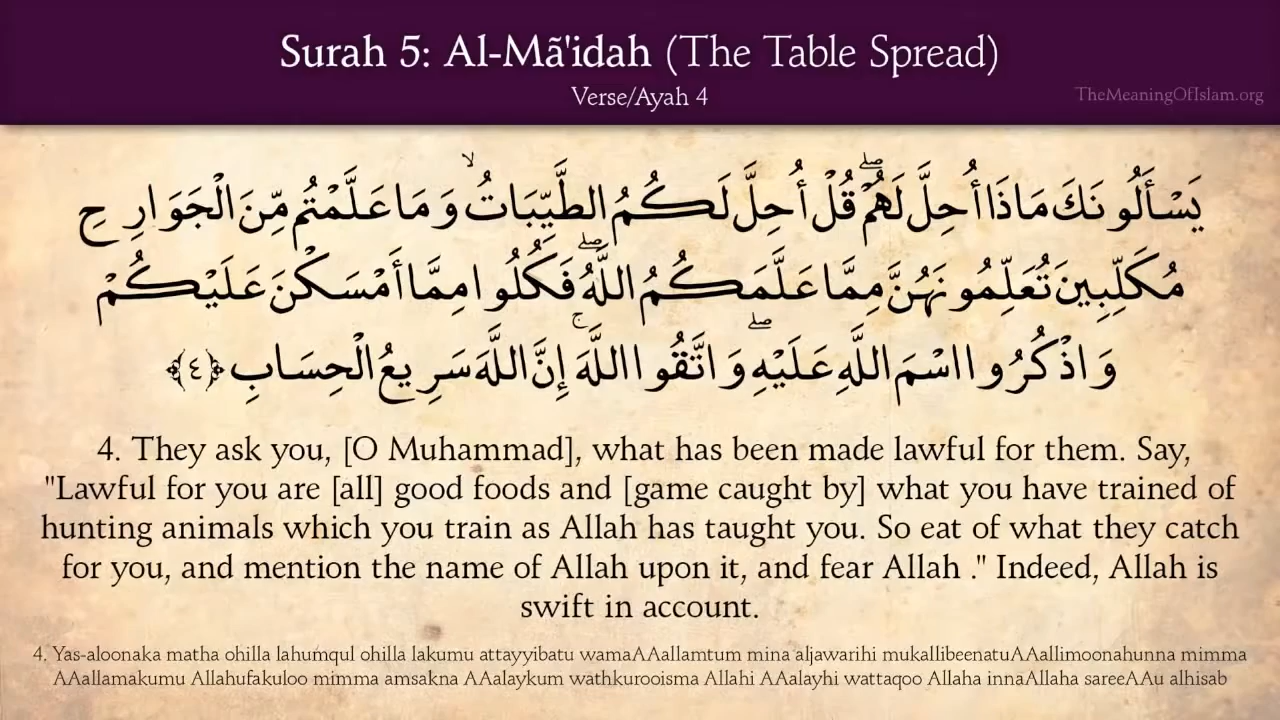 Surah 5: Al-Mã'idah (The Table Spread)
Verse/Ayah 4
TheMeaningOfIslam.org
يَسْأَلُونَكَ مَاذَا أُحِلَّ لَهُمْ ۖ قُلْ أُحِلَّ لَكُمُ الطَّيِّبَاتُ ۙ وَمَا عَلَّمْتُم مِّنَ الْجَوَارِحِ
مُكَلِّبِينَ تُعَلِّمُونَهُنَّ مِمَّا عَلَّمَكُمُ اللَّهُ ۖ فَكُلُوا مِمَّا أَمْسَكْنَ عَلَيْكُمْ
وَاذْكُرُوا اسْمَ اللَّهِ عَلَيْهِ ۖ وَاتَّقُوا اللَّهَ ۚ إِنَّ اللَّهَ سَرِيعُ الْحِسَابِ ﴿٤﴾
4. They ask you, [O Muhammad], what has been made lawful for them. Say,
"Lawful for you are [all] good foods and [game caught by] what you have trained of
hunting animals which you train as Allah has taught you. So eat of what they catch
for you, and mention the name of Allah upon it, and fear Allah ." Indeed, Allah is
swift in account.
4. Yas-aloonaka matha ohilla lahumqul ohilla lakumu attayyibatu wamaAAallamtum mina aljawarihi mukallibeenatuAAallimoonahunna mimma
AAallamakumu Allahufakuloo mimma amsakna AAalaykum wathkurooisma Allahi AAalayhi wattaqoo Allaha innaAllaha sareeAAu alhisab